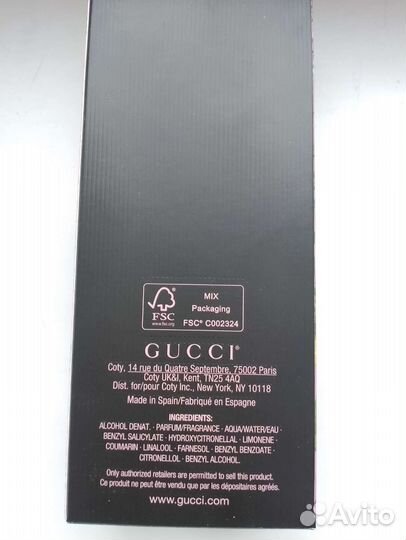 FSC
www.fsc.org
MIX
Packaging
FSC® C002324
GUCCI®
Coty, 14 rue du Quatre Septembre, 75002 Paris
Coty UK&I, Kent, TN25 4AQ
Dist. for/pour Coty Inc., New York, NY 10118
Made in Spain/Fabriqué en Espagne
INGREDIENTS:
ALCOHOL DENAT. · PARFUM/FRAGRANCE · AQUA/WATER/EAU ·
BENZYL SALICYLATE · HYDROXYCITRONELLAL · LIMONENE ·
COUMARIN · LINALOOL · FARNESOL · BENZYL BENZOATE ·
CITRONELLOL · BENZYL ALCOHOL.
Only authorized retailers are permitted to sell this product.
Ce produit ne peut être vendu que par les dépositaires agréés.
www.gucci.com
Avito